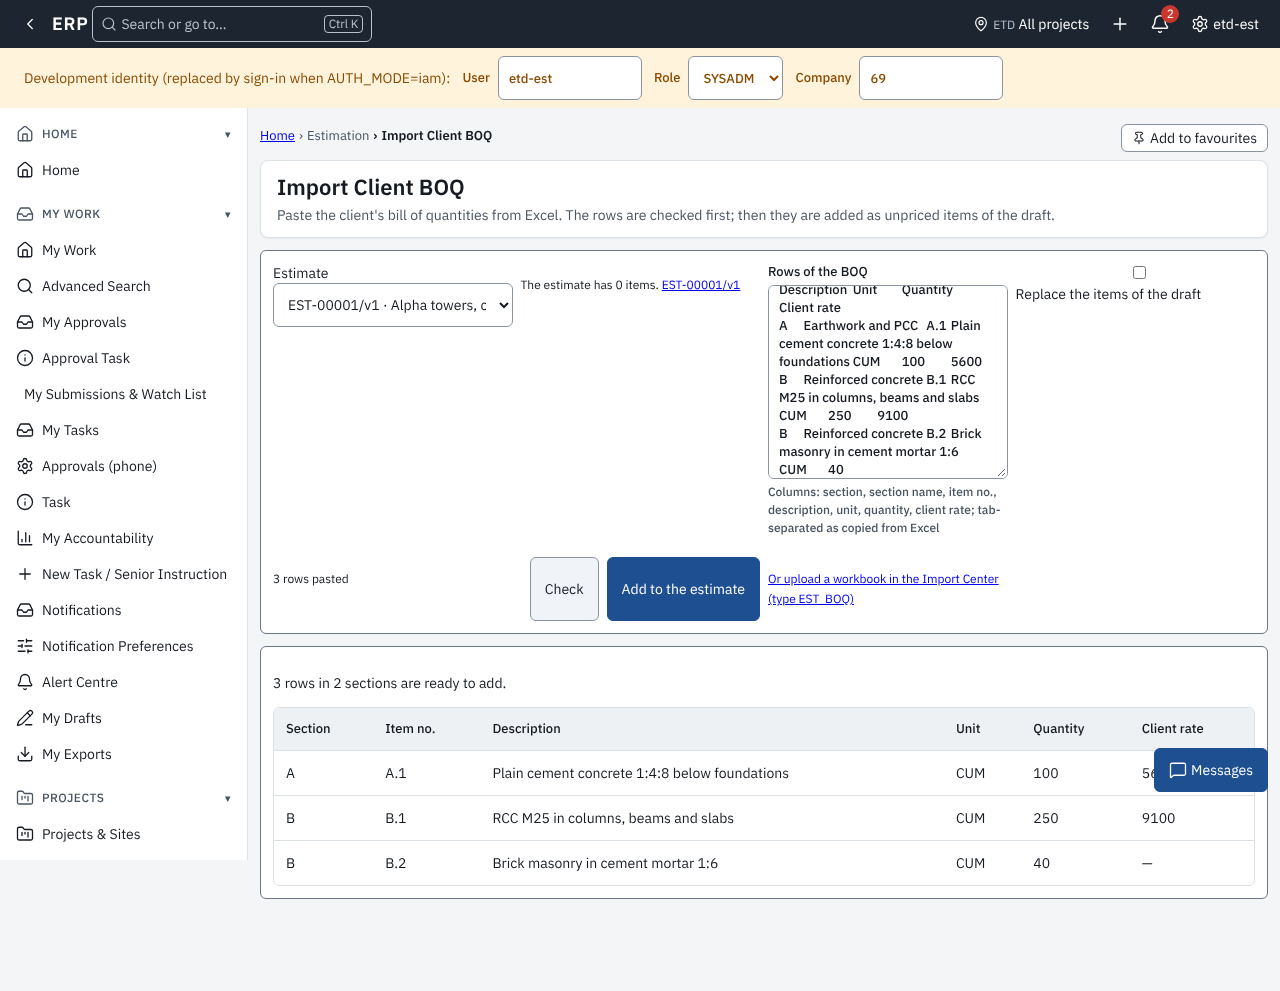 ERP
Search or go to...
Ctrl K
ETD All projects
2
etd-est
Development identity (replaced by sign-in when AUTH_MODE=iam):
User
etd-est
Role
SYSADM
Company
69
HOME
Home
MY WORK
My Work
Advanced Search
My Approvals
Approval Task
My Submissions & Watch List
My Tasks
Approvals (phone)
Task
My Accountability
New Task / Senior Instruction
Notifications
Notification Preferences
Alert Centre
My Drafts
My Exports
PROJECTS
Projects & Sites
Home › Estimation › Import Client BOQ
Add to favourites
Import Client BOQ
Paste the client's bill of quantities from Excel. The rows are checked first; then they are added as unpriced items of the draft.
Estimate
EST-00001/v1 · Alpha towers, c
The estimate has 0 items. EST-00001/v1
Rows of the BOQ
Description Unit Quantity
Client rate
A Earthwork and PCC A.1 Plain
cement concrete 1:4:8 below
foundations CUM 100 5600
B Reinforced concrete B.1 RCC
M25 in columns, beams and slabs
CUM 250 9100
B Reinforced concrete B.2 Brick
masonry in cement mortar 1:6
CUM 40
Columns: section, section name, item no.,
description, unit, quantity, client rate; tab-
separated as copied from Excel
Replace the items of the draft
3 rows pasted
Check
Add to the estimate
Or upload a workbook in the Import Center
(type EST_BOQ)
3 rows in 2 sections are ready to add.
Section Item no. Description Unit Quantity Client rate
A A.1 Plain cement concrete 1:4:8 below foundations CUM 100
Messages
B B.1 RCC M25 in columns, beams and slabs CUM 250 9100
B B.2 Brick masonry in cement mortar 1:6 CUM 40 —